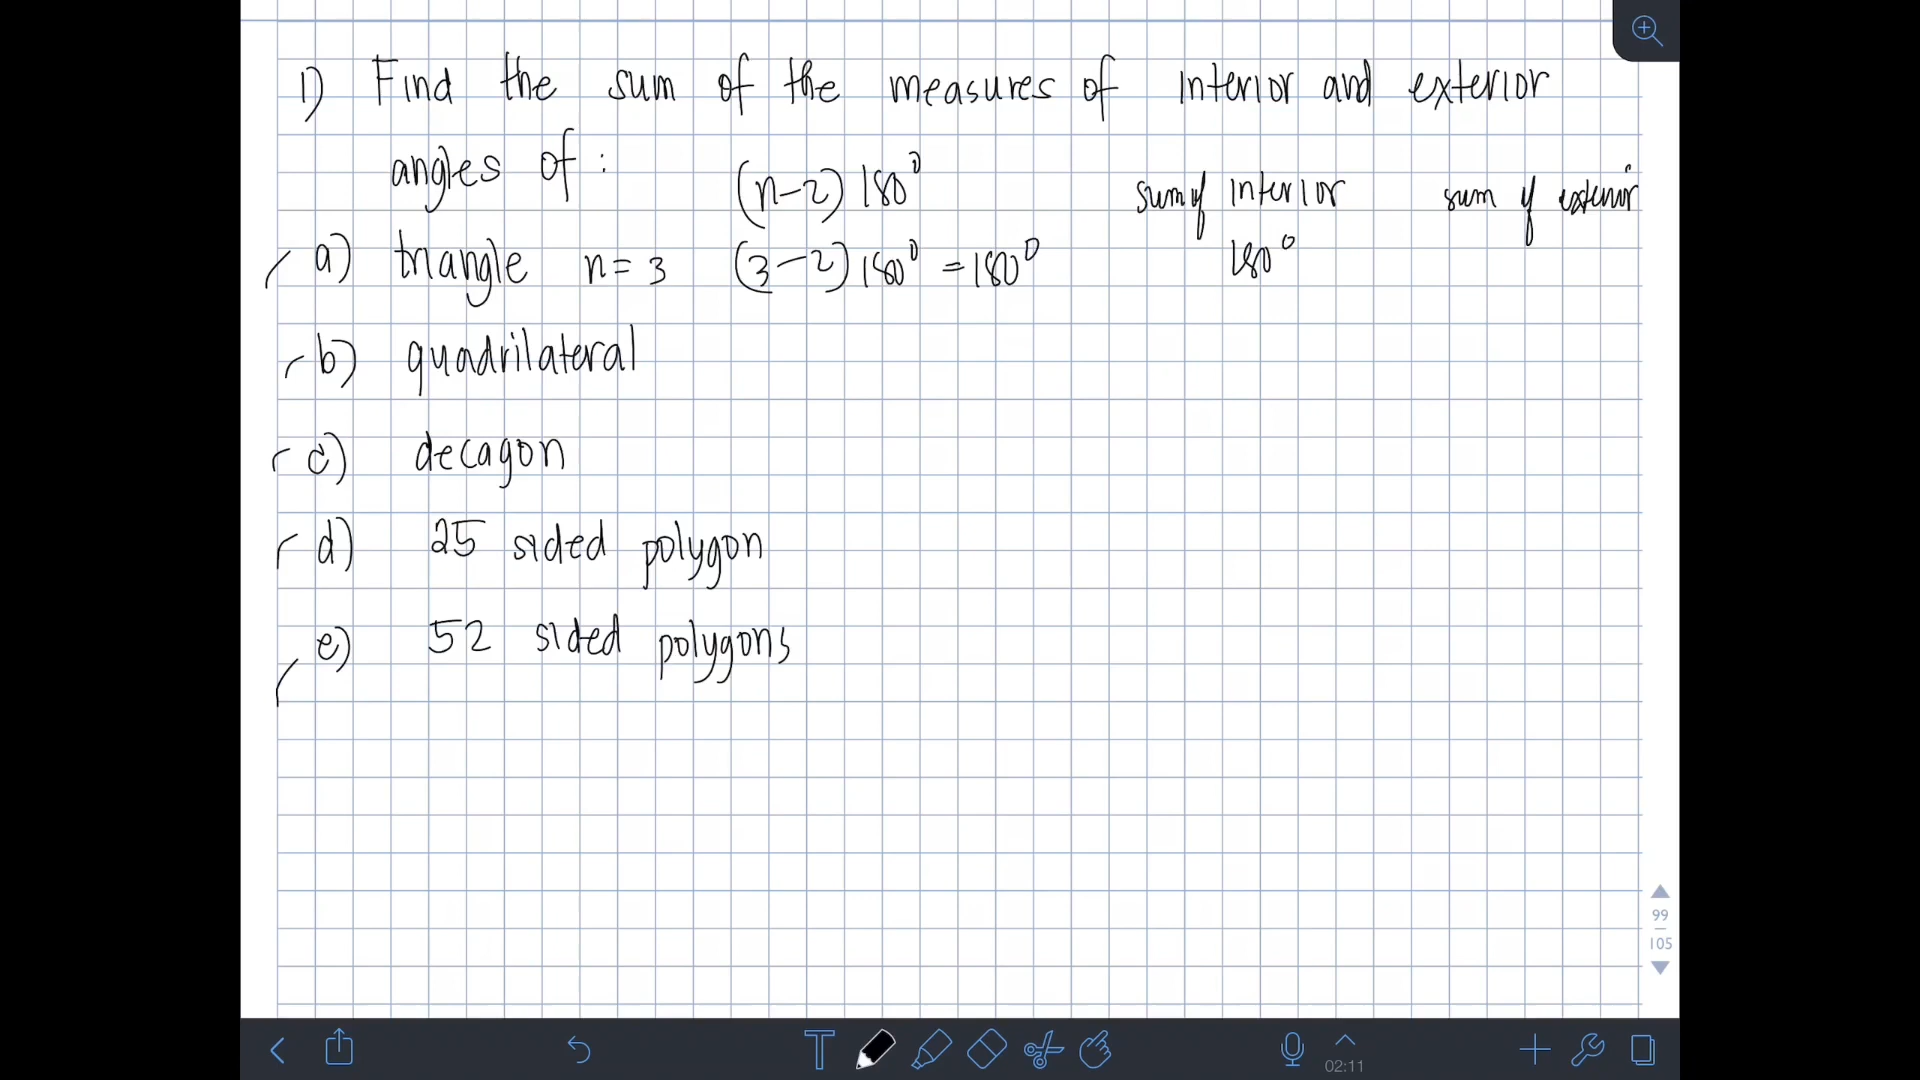 1) Find the sum of the measures of interior and exterior
angles of :
(n-2) 180°
sum of interior
sum of exterior
a) triangle n = 3 (3-2) 180° = 180°
180°
b) quadrilateral
c) decagon
d) 25 sided polygon
e) 52 sided polygons
99
105
T
02:11